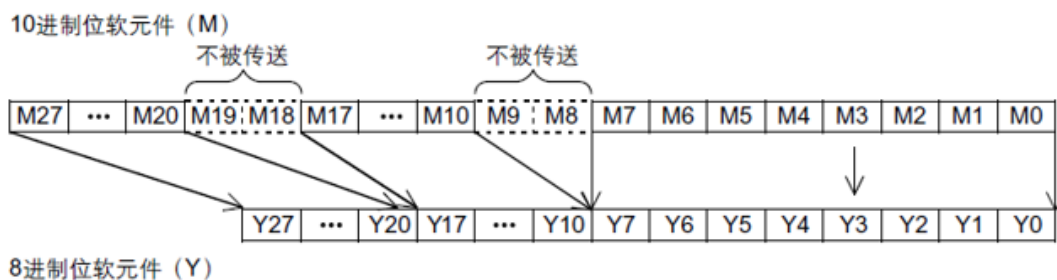 10进制位软元件（M）
不被传送 不被传送
M27 ··· M20 M19 M18 M17 ··· M10 M9 M8 M7 M6 M5 M4 M3 M2 M1 M0
Y27 ··· Y20 Y17 ··· Y10 Y7 Y6 Y5 Y4 Y3 Y2 Y1 Y0
8进制位软元件（Y）